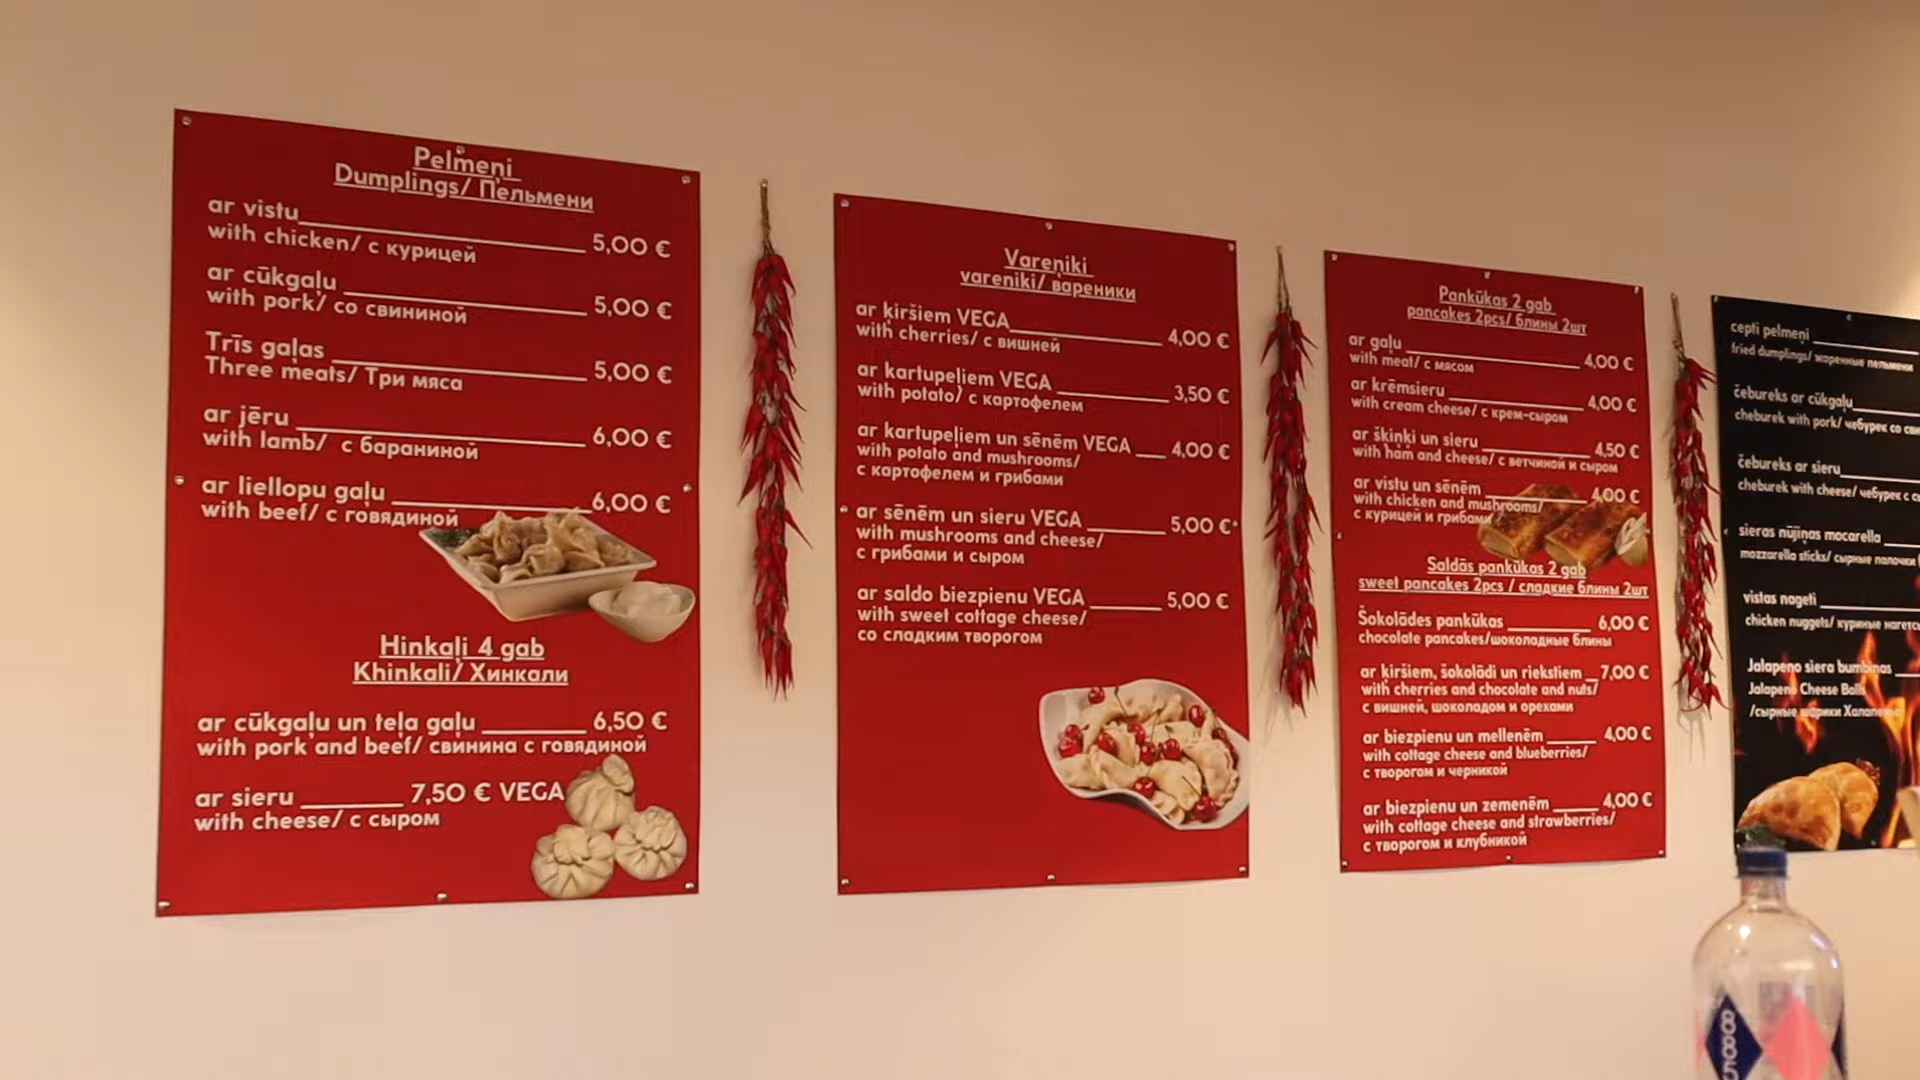 Pelmeņi
Dumplings/ Пельмени
ar vistu 5,00 €
with chicken/ с курицей
ar cūkgaļu 5,00 €
with pork/ со свининой
Trīs gaļas 5,00 €
Three meats/ Три мяса
ar jēru 6,00 €
with lamb/ с бараниной
ar liellopu gaļu 6,00 €
with beef/ с говядиной
Hinkaļi 4 gab
Khinkali/ Хинкали
ar cūkgaļu un teļa gaļu 6,50 €
with pork and beef/ свинина с говядиной
ar sieru 7,50 € VEGA
with cheese/ с сыром
Vareņiki
vareniki/ вареники
ar ķiršiem VEGA 4,00 €
with cherries/ с вишней
ar kartupeļiem VEGA 3,50 €
with potato/ с картофелем
ar kartupeļiem un sēnēm VEGA 4,00 €
with potato and mushrooms/
с картофелем и грибами
ar sēnēm un sieru VEGA 5,00 €
with mushrooms and cheese/
с грибами и сыром
ar saldo biezpienu VEGA 5,00 €
with sweet cottage cheese/
со сладким творогом
Pankūkas 2 gab
pancakes 2pcs/ блины 2шт
ar gaļu 4,00 €
with meat/ с мясом
ar krēmsieru 4,00 €
with cream cheese/ с крем-сыром
ar šķiņķi un sieru 4,50 €
with ham and cheese/ с ветчиной и сыром
ar vistu un sēnēm 4,00 €
with chicken and mushrooms/
с курицей и грибами
Saldās pankūkas 2 gab
sweet pancakes 2pcs / сладкие блины 2шт
Šokolādes pankūkas 6,00 €
chocolate pancakes/шоколадные блины
ar ķiršiem, šokolādi un riekstiem 7,00 €
with cherries and chocolate and nuts/
с вишней, шоколадом и орехами
ar biezpienu un mellenēm 4,00 €
with cottage cheese and blueberries/
с творогом и черникой
ar biezpienu un zemenēm 4,00 €
with cottage cheese and strawberries/
с творогом и клубникой
cepti pelmeņi
fried dumplings/ жаренные пельмени
čebureks ar cūkgaļu
cheburek with pork/ чебурек со
čebureks ar sieru
cheburek with cheese/ чебурек с
sieras nūjiņas mocarella
mozzarella sticks/ сырные палочки
vistas nageti
chicken nuggets/ куриные
Jalapeno siera bumbiņas
Jalapeno Cheese Balls
/сырные шарики
885